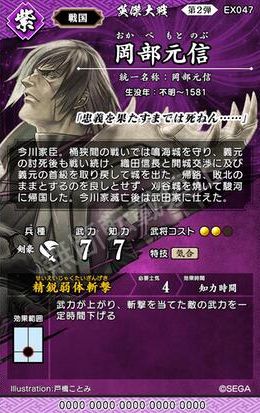 紫
戦国
英傑大戦
第2弾
EX047
おかべもとのぶ
岡部元信
統一名称：岡部元信
生没年：不明～1581
「忠義を果たすまでは死ねん……」
今川家臣。桶狭間の戦いでは鳴海城を守り、義元
の討死後も戦い続け、織田信長と開城交渉に及び
義元の首級を取り戻して城を出た。帰路、敗北の
ままとするのを良しとせず、刈谷城を焼いて駿河
に帰国した。今川家滅亡後は武田家に仕えた。
兵種
剣豪
武力
7
知力
7
武将コスト
特技
気合
せいえいじゃくたいざんげき
精鋭弱体斬撃
必要士気
4
効果時間
知力時間
効果範囲
武力が上がり、斬撃を当てた敵の武力を一
定時間下げる
Illustration:戸橋ことみ
©SEGA
0000 0000 0000 0000 0000